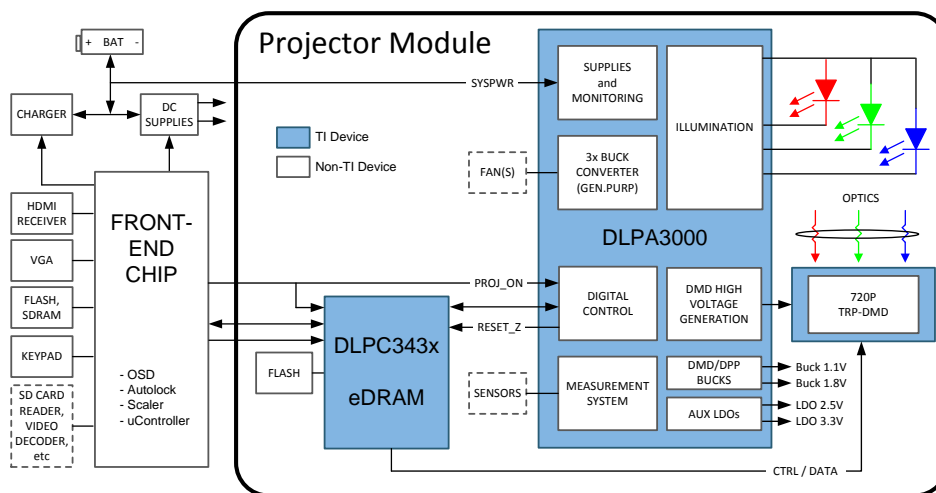 Projector Module
+ BAT -
SYSPWR
CHARGER
DC
SUPPLIES
TI Device
Non-TI Device
SUPPLIES
and
MONITORING
ILLUMINATION
FAN(S)
3x BUCK
CONVERTER
(GEN.PURP)
HDMI
RECEIVER
VGA
FLASH,
SDRAM
KEYPAD
SD CARD
READER,
VIDEO
DECODER,
etc
FRONT-
END
CHIP
- OSD
- Autolock
- Scaler
- uController
DLPA3000
OPTICS
PROJ_ON
RESET_Z
DIGITAL
CONTROL
DMD HIGH
VOLTAGE
GENERATION
720P
TRP-DMD
DLPC343x
eDRAM
FLASH
SENSORS
MEASUREMENT
SYSTEM
DMD/DPP
BUCKS
AUX LDOs
Buck 1.1V
Buck 1.8V
LDO 2.5V
LDO 3.3V
CTRL / DATA